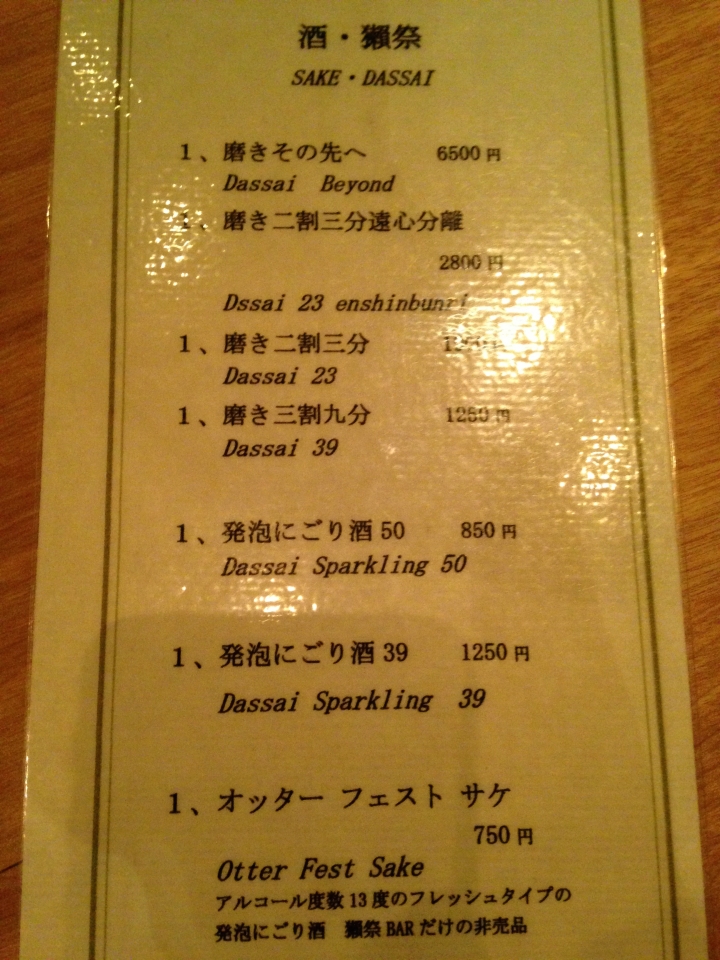 酒・獺祭
SAKE・DASSAI
1、磨きその先へ 6500円
Dassai Beyond
1、磨き二割三分遠心分離
2800円
Dssai 23 enshinbunri
1、磨き二割三分
Dassai 23
1、磨き三割九分 円
Dassai 39
1、発泡にごり酒 50 850円
Dassai Sparkling 50
1、発泡にごり酒 39 1250円
Dassai Sparkling 39
1、オッター フェスト サケ
750円
Otter Fest Sake
アルコール度数13度のフレッシュタイプの
発泡にごり酒 獺祭BARだけの非売品